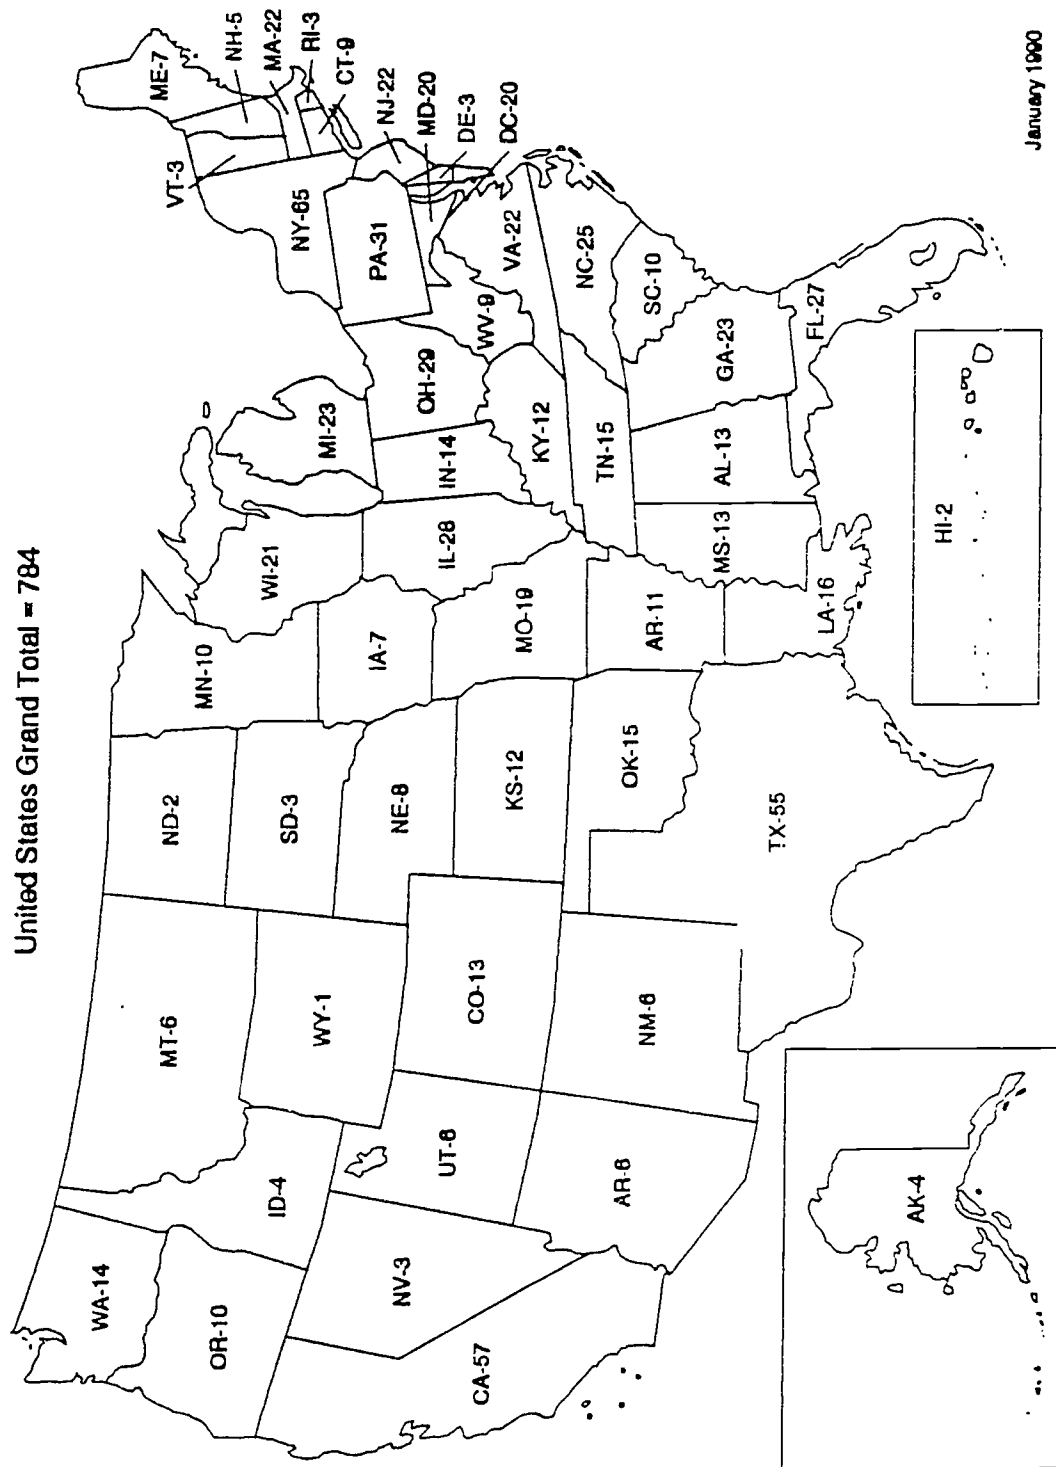 United States Grand Total = 784
WA-14
OR-10
CA-57
NV-3
ID-4
MT-6
WY-1
UT-6
AR-6
CO-13
NM-6
ND-2
SD-3
NE-8
KS-12
OK-15
TX-55
MN-10
IA-7
MO-19
AR-11
LA-16
WI-21
IL-28
MI-23
IN-14
OH-29
KY-12
TN-15
MS-13
AL-13
GA-23
FL-27
SC-10
NC-25
VA-22
WV-9
PA-31
NY-65
VT-3
ME-7
NH-5
MA-22
RI-3
CT-9
NJ-22
MD-20
DE-3
DC-20
AK-4
HI-2
January 1990